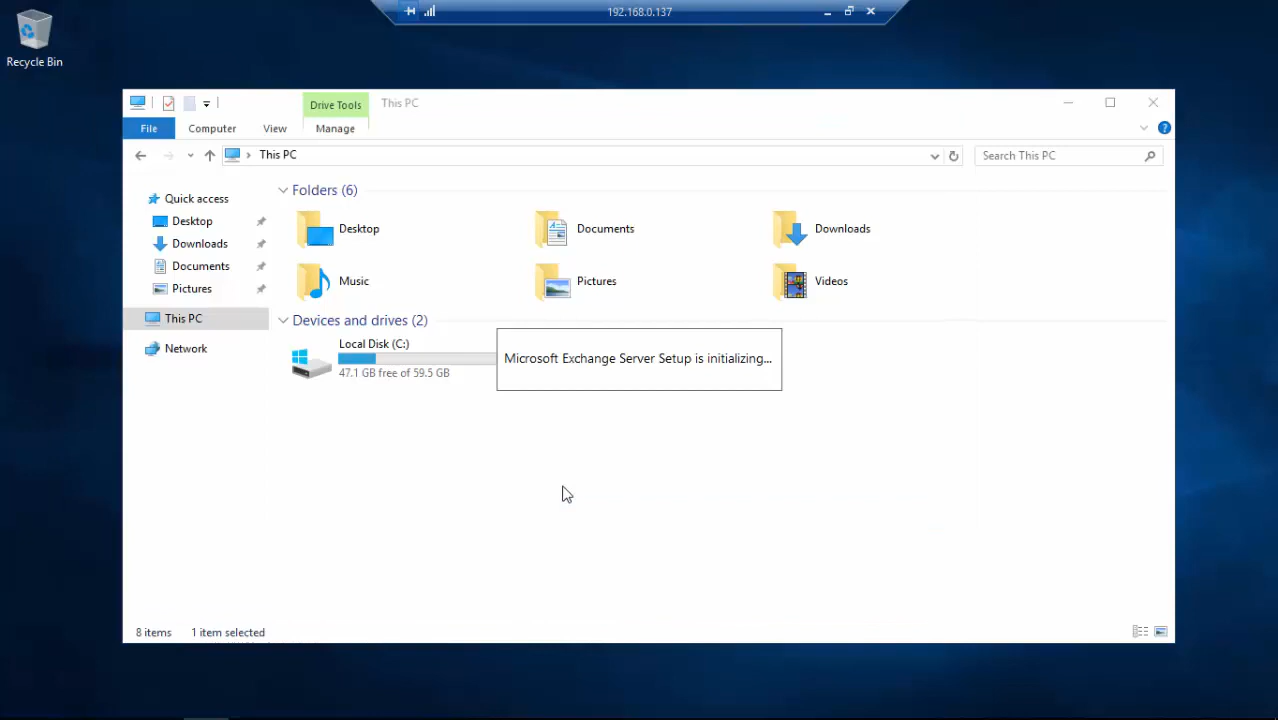 192.168.0.137
Recycle Bin
Drive Tools
This PC
File
Computer
View
Manage
This PC
Search This PC
Quick access
Desktop
Downloads
Documents
Pictures
This PC
Network
Folders (6)
Desktop
Documents
Downloads
Music
Pictures
Videos
Devices and drives (2)
Local Disk (C:)
47.1 GB free of 59.5 GB
Microsoft Exchange Server Setup is initializing...
8 items
1 item selected